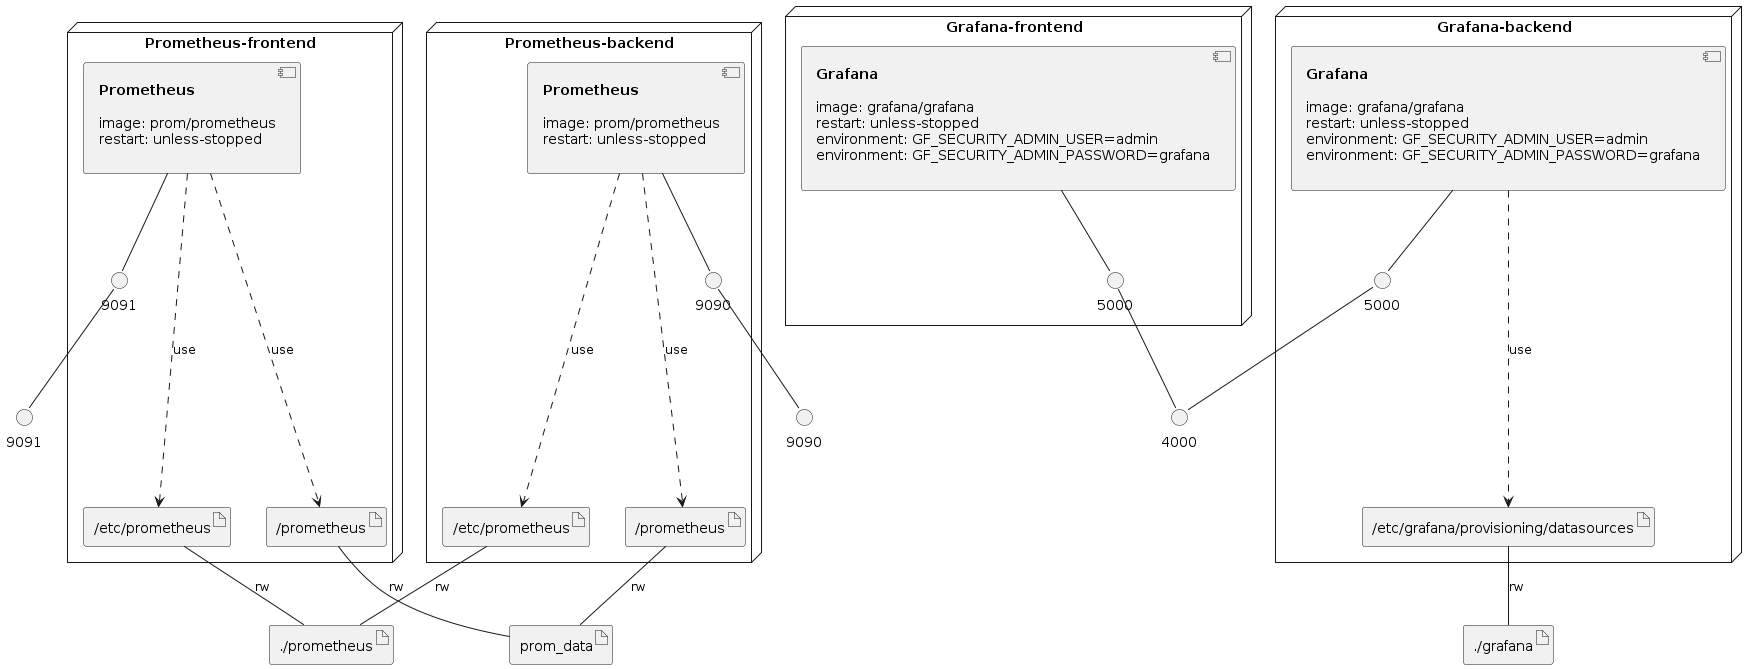 Prometheus-frontend
Prometheus
image: prom/prometheus
restart: unless-stopped
9091
use
use
9091
/etc/prometheus
/prometheus
Prometheus-backend
Prometheus
image: prom/prometheus
restart: unless-stopped
9090
use
use
9090
/etc/prometheus
/prometheus
rw
rw
rw
rw
./prometheus
prom_data
Grafana-frontend
Grafana
image: grafana/grafana
restart: unless-stopped
environment: GF_SECURITY_ADMIN_USER=admin
environment: GF_SECURITY_ADMIN_PASSWORD=grafana
5000
4000
Grafana-backend
Grafana
image: grafana/grafana
restart: unless-stopped
environment: GF_SECURITY_ADMIN_USER=admin
environment: GF_SECURITY_ADMIN_PASSWORD=grafana
5000
use
/etc/grafana/provisioning/datasources
rw
./grafana